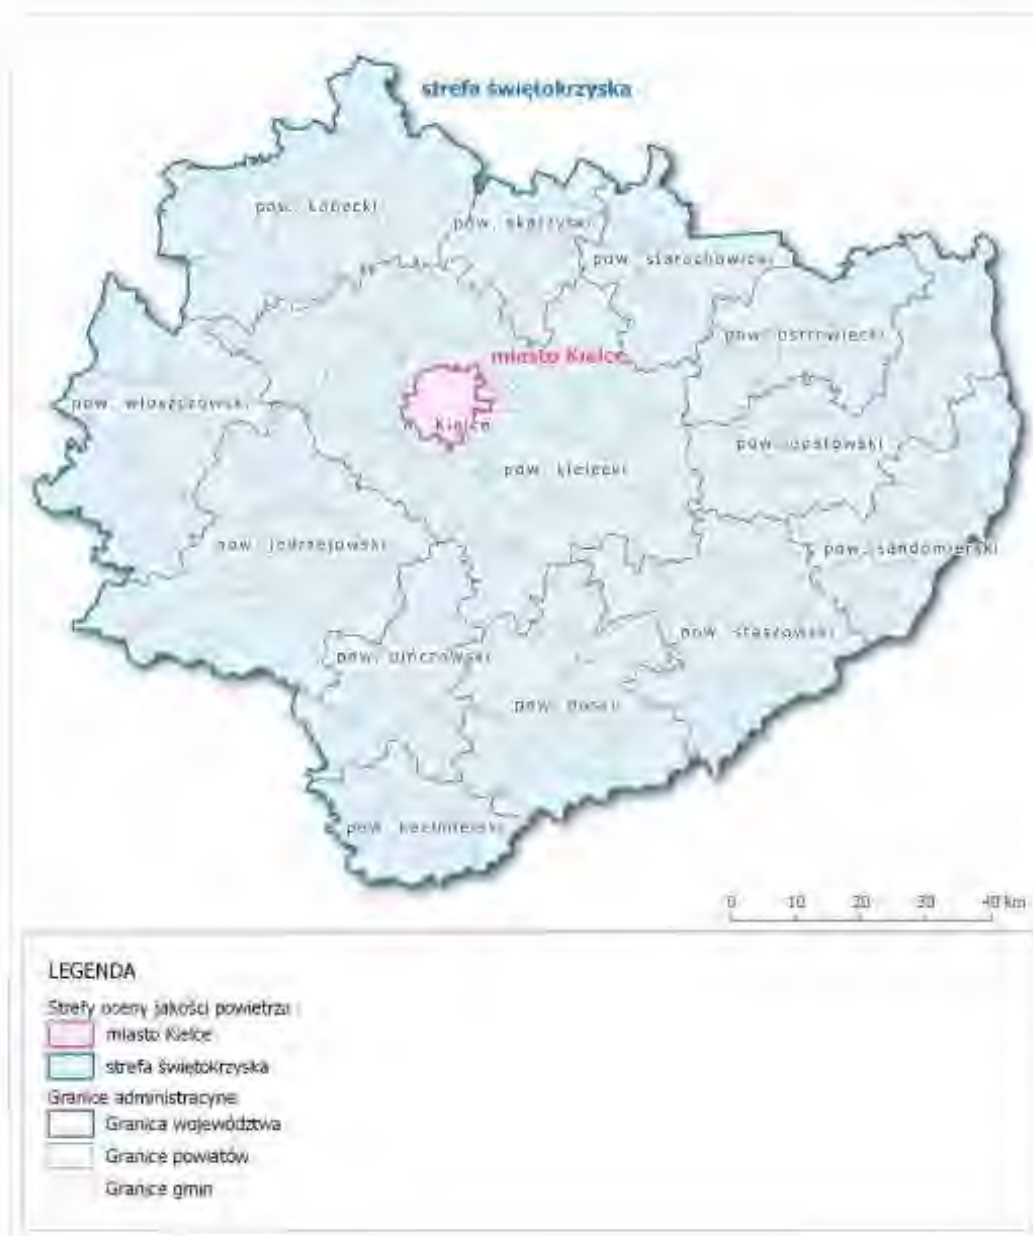 strefa świętokrzyska
pow. konecki
pow. skarżyski
pow. starachowicki
pow. ostrowiecki
miasto Kielce
pow. włoszczowski
m. Kielce
pow. opatowski
pow. kielecki
pow. jędrzejowski
pow. sandomierski
pow. staszowski
pow. pińczowski
pow. buski
pow. kazimierski
0 10 20 30 40 km
LEGENDA
Strefy oceny jakości powietrza :
miasto Kielce
strefa świętokrzyska
Granice administracyjne
Granica województwa
Granice powiatów
Granice gmin